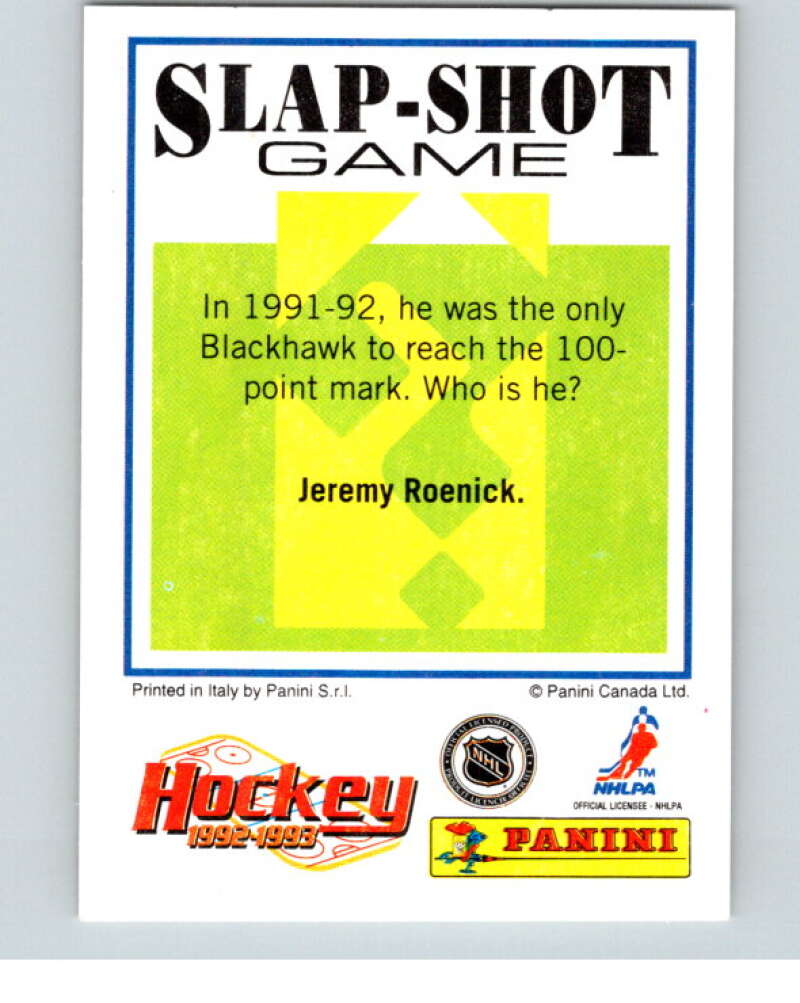 SLAP-SHOT
GAME
In 1991-92, he was the only
Blackhawk to reach the 100-
point mark. Who is he?
Jeremy Roenick.
Printed in Italy by Panini S.r.l.
© Panini Canada Ltd.
Hockey
1992-1993
NHL
TM
NHLPA
OFFICIAL LICENSEE - NHLPA
PANINI